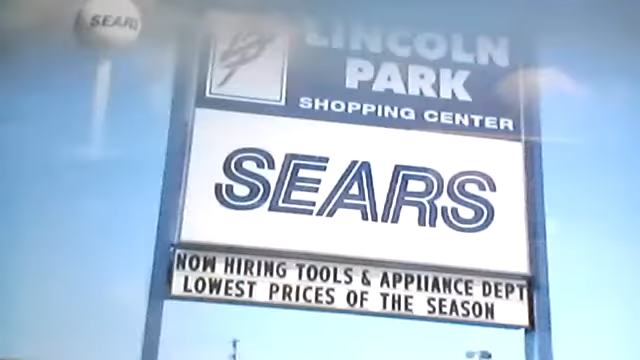 SEARS
LINCOLN
PARK
SHOPPING CENTER
SEARS
NOW HIRING TOOLS & APPLIANCE DEPT
LOWEST PRICES OF THE SEASON